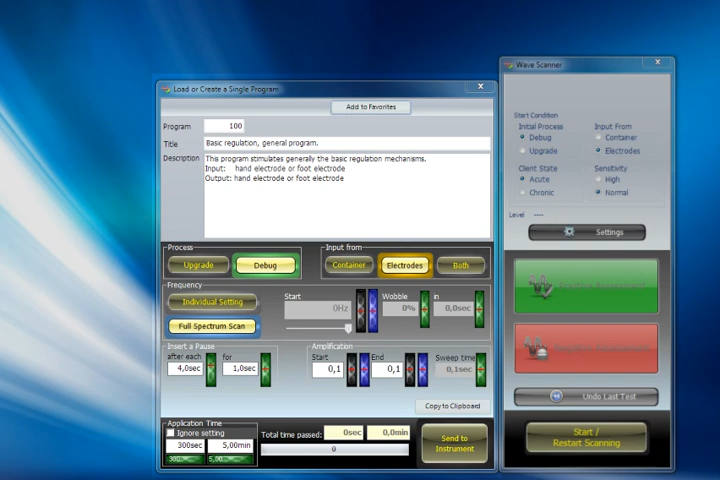 Load or Create a Single Program
Add to Favorites
Program 100
Title Basic regulation, general program.
Description This program stimulates generally the basic regulation mechanisms.
Input: hand electrode or foot electrode
Output: hand electrode or foot electrode
Process
Upgrade Debug
Input from
Container Electrodes Both
Frequency
Individual Setting
Full Spectrum Scan
Start Wobble in
0Hz 0% 0,0sec
Insert a Pause
after each for
4,0sec 1,0sec
Amplification
Start End Sweep time
0,1 0,1 0,1sec
Copy to Clipboard
Application Time
Ignore setting
300sec 5,00min
300.. 5,00..
Total time passed: 0sec 0,0min
0
Send to
Instrument
Wave Scanner
Start Condition
Initial Process Input From
Debug Container
Upgrade Electrodes
Client State Sensitivity
Acute High
Chronic Normal
Level ----
Settings
Undo Last Test
Start /
Restart Scanning